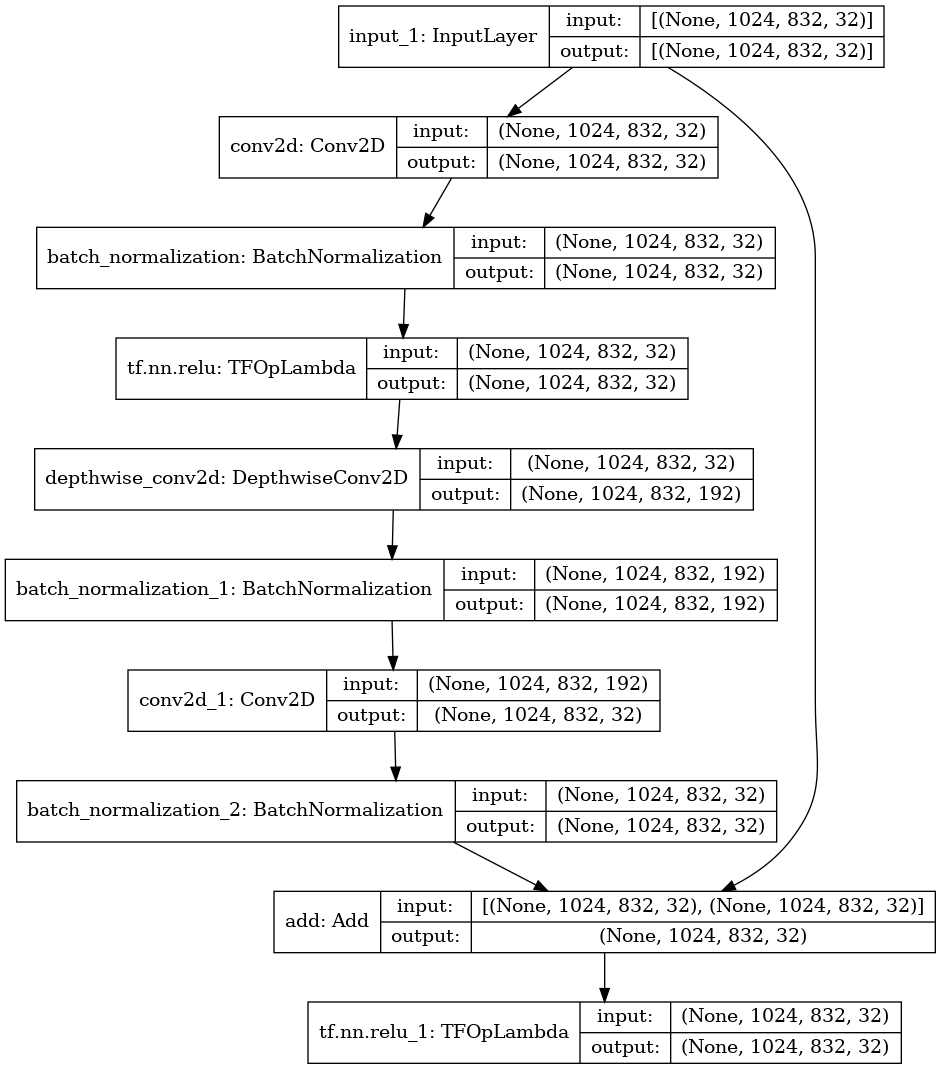 input_1: InputLayer
input: [(None, 1024, 832, 32)]
output: [(None, 1024, 832, 32)]
conv2d: Conv2D
input: (None, 1024, 832, 32)
output: (None, 1024, 832, 32)
batch_normalization: BatchNormalization
input: (None, 1024, 832, 32)
output: (None, 1024, 832, 32)
tf.nn.relu: TFOpLambda
input: (None, 1024, 832, 32)
output: (None, 1024, 832, 32)
depthwise_conv2d: DepthwiseConv2D
input: (None, 1024, 832, 32)
output: (None, 1024, 832, 192)
batch_normalization_1: BatchNormalization
input: (None, 1024, 832, 192)
output: (None, 1024, 832, 192)
conv2d_1: Conv2D
input: (None, 1024, 832, 192)
output: (None, 1024, 832, 32)
batch_normalization_2: BatchNormalization
input: (None, 1024, 832, 32)
output: (None, 1024, 832, 32)
add: Add
input: [(None, 1024, 832, 32), (None, 1024, 832, 32)]
output: (None, 1024, 832, 32)
tf.nn.relu_1: TFOpLambda
input: (None, 1024, 832, 32)
output: (None, 1024, 832, 32)